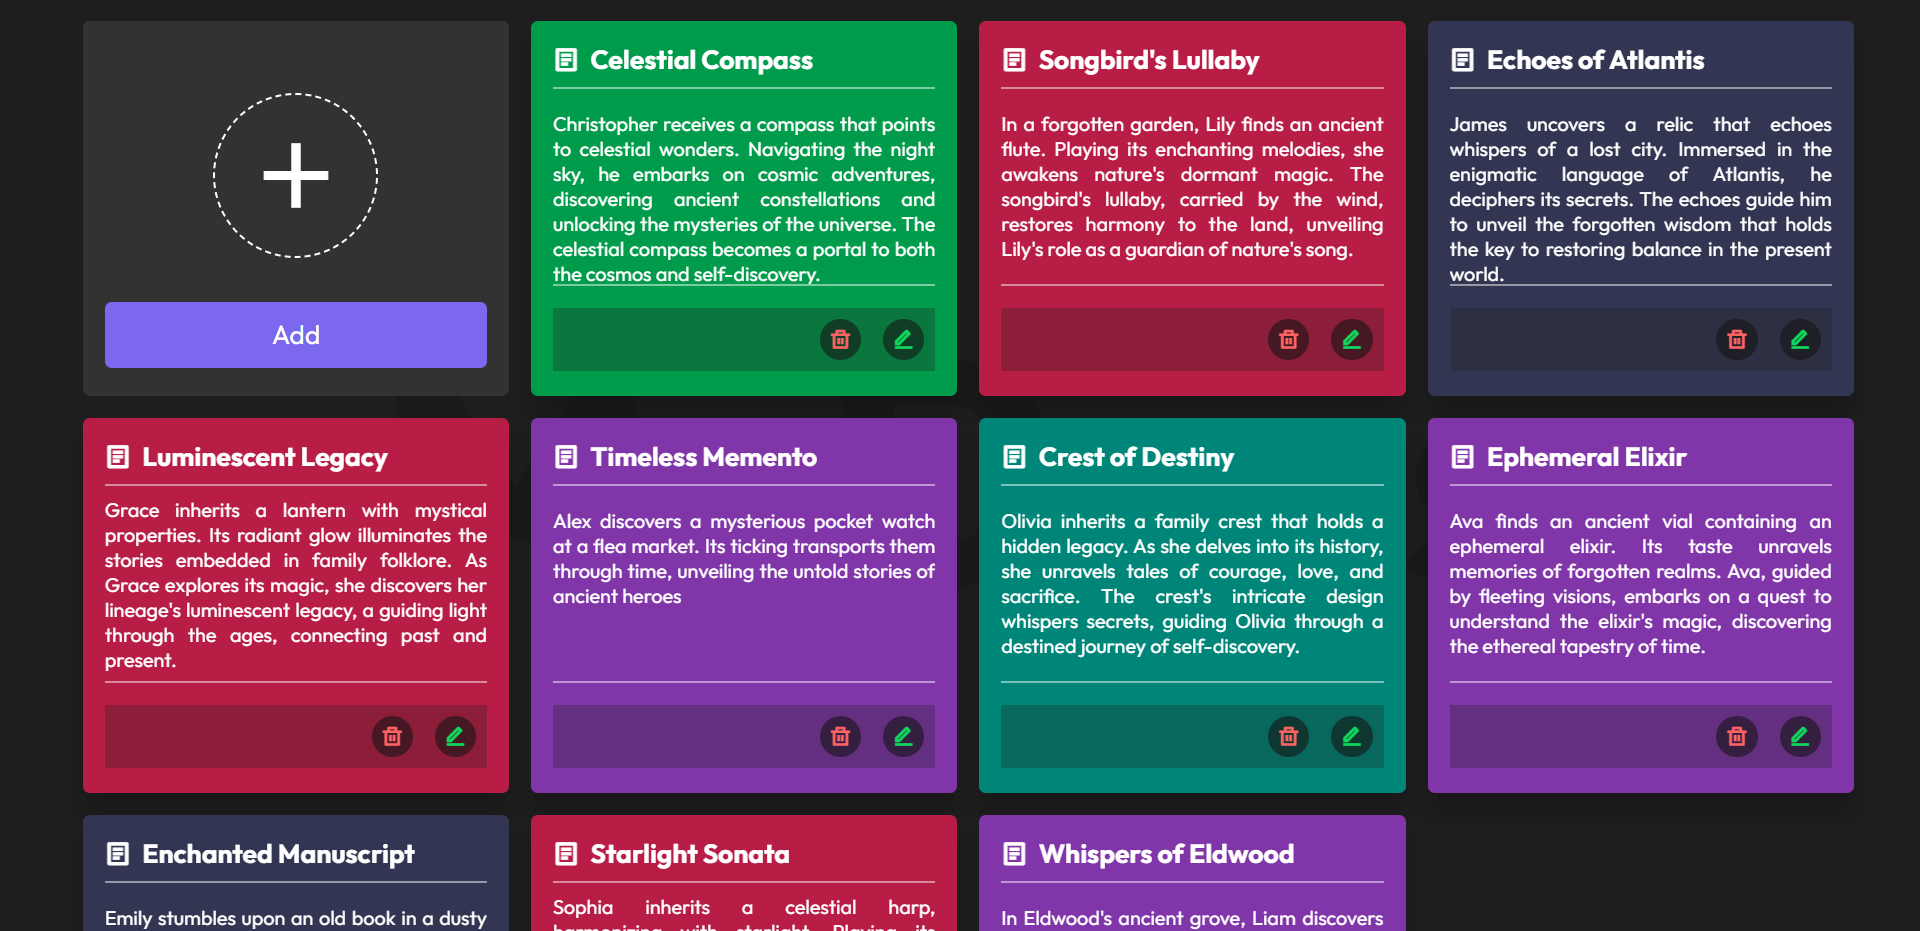 Add
Celestial Compass
Christopher receives a compass that points
to celestial wonders. Navigating the night
sky, he embarks on cosmic adventures,
discovering ancient constellations and
unlocking the mysteries of the universe. The
celestial compass becomes a portal to both
the cosmos and self-discovery.
Songbird's Lullaby
In a forgotten garden, Lily finds an ancient
flute. Playing its enchanting melodies, she
awakens nature's dormant magic. The
songbird's lullaby, carried by the wind,
restores harmony to the land, unveiling
Lily's role as a guardian of nature's song.
Echoes of Atlantis
James uncovers a relic that echoes
whispers of a lost city. Immersed in the
enigmatic language of Atlantis, he
deciphers its secrets. The echoes guide him
to unveil the forgotten wisdom that holds
the key to restoring balance in the present
world.
Luminescent Legacy
Grace inherits a lantern with mystical
properties. Its radiant glow illuminates the
stories embedded in family folklore. As
Grace explores its magic, she discovers her
lineage's luminescent legacy, a guiding light
through the ages, connecting past and
present.
Timeless Memento
Alex discovers a mysterious pocket watch
at a flea market. Its ticking transports them
through time, unveiling the untold stories of
ancient heroes
Crest of Destiny
Olivia inherits a family crest that holds a
hidden legacy. As she delves into its history,
she unravels tales of courage, love, and
sacrifice. The crest's intricate design
whispers secrets, guiding Olivia through a
destined journey of self-discovery.
Ephemeral Elixir
Ava finds an ancient vial containing an
ephemeral elixir. Its taste unravels
memories of forgotten realms. Ava, guided
by fleeting visions, embarks on a quest to
understand the elixir's magic, discovering
the ethereal tapestry of time.
Enchanted Manuscript
Emily stumbles upon an old book in a dusty
Starlight Sonata
Sophia inherits a celestial harp,
harmonizing with starlight. Playing its
Whispers of Eldwood
In Eldwood's ancient grove, Liam discovers